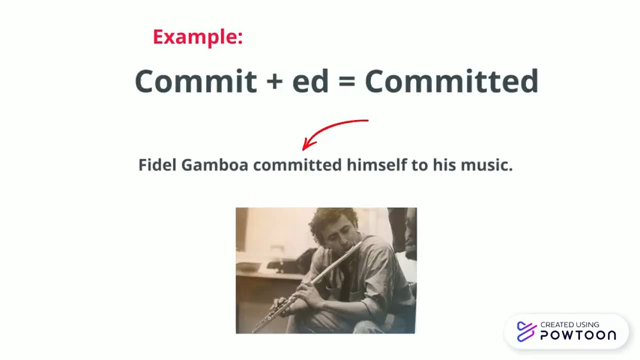 Example:
Commit + ed = Committed
Fidel Gamboa committed himself to his music.
CREATED USING
POWTOON